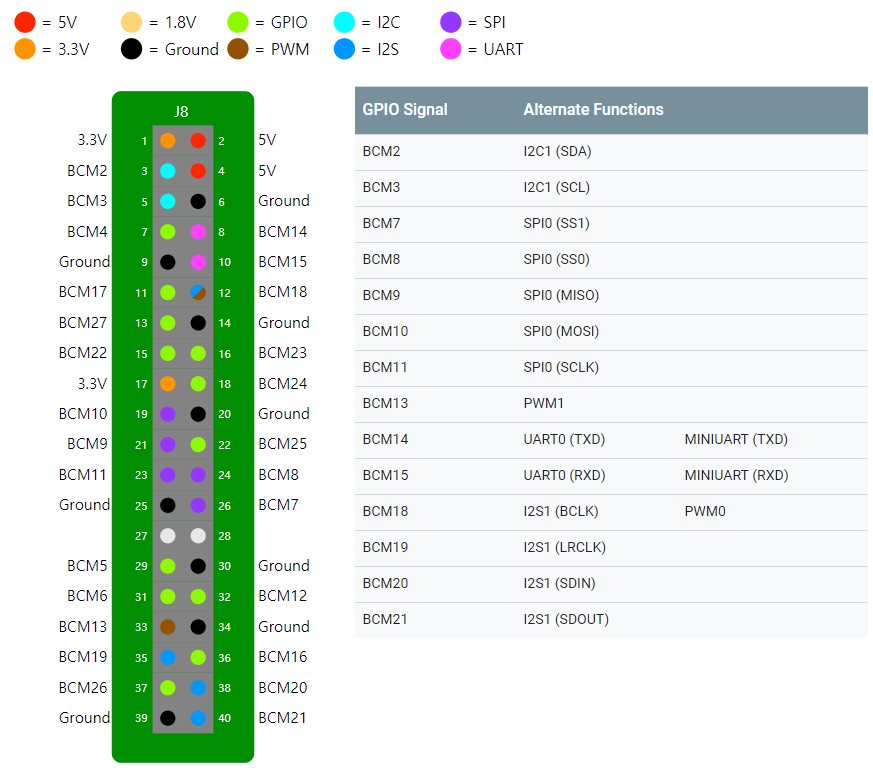 = 5V = 1.8V = GPIO = I2C = SPI
= 3.3V = Ground = PWM = I2S = UART
J8
3.3V 1 2 5V
BCM2 3 4 5V
BCM3 5 6 Ground
BCM4 7 8 BCM14
Ground 9 10 BCM15
BCM17 11 12 BCM18
BCM27 13 14 Ground
BCM22 15 16 BCM23
3.3V 17 18 BCM24
BCM10 19 20 Ground
BCM9 21 22 BCM25
BCM11 23 24 BCM8
Ground 25 26 BCM7
27 28
BCM5 29 30 Ground
BCM6 31 32 BCM12
BCM13 33 34 Ground
BCM19 35 36 BCM16
BCM26 37 38 BCM20
Ground 39 40 BCM21
GPIO Signal Alternate Functions
BCM2 I2C1 (SDA)
BCM3 I2C1 (SCL)
BCM7 SPI0 (SS1)
BCM8 SPI0 (SS0)
BCM9 SPI0 (MISO)
BCM10 SPI0 (MOSI)
BCM11 SPI0 (SCLK)
BCM13 PWM1
BCM14 UART0 (TXD) MINIUART (TXD)
BCM15 UART0 (RXD) MINIUART (RXD)
BCM18 I2S1 (BCLK) PWM0
BCM19 I2S1 (LRCLK)
BCM20 I2S1 (SDIN)
BCM21 I2S1 (SDOUT)